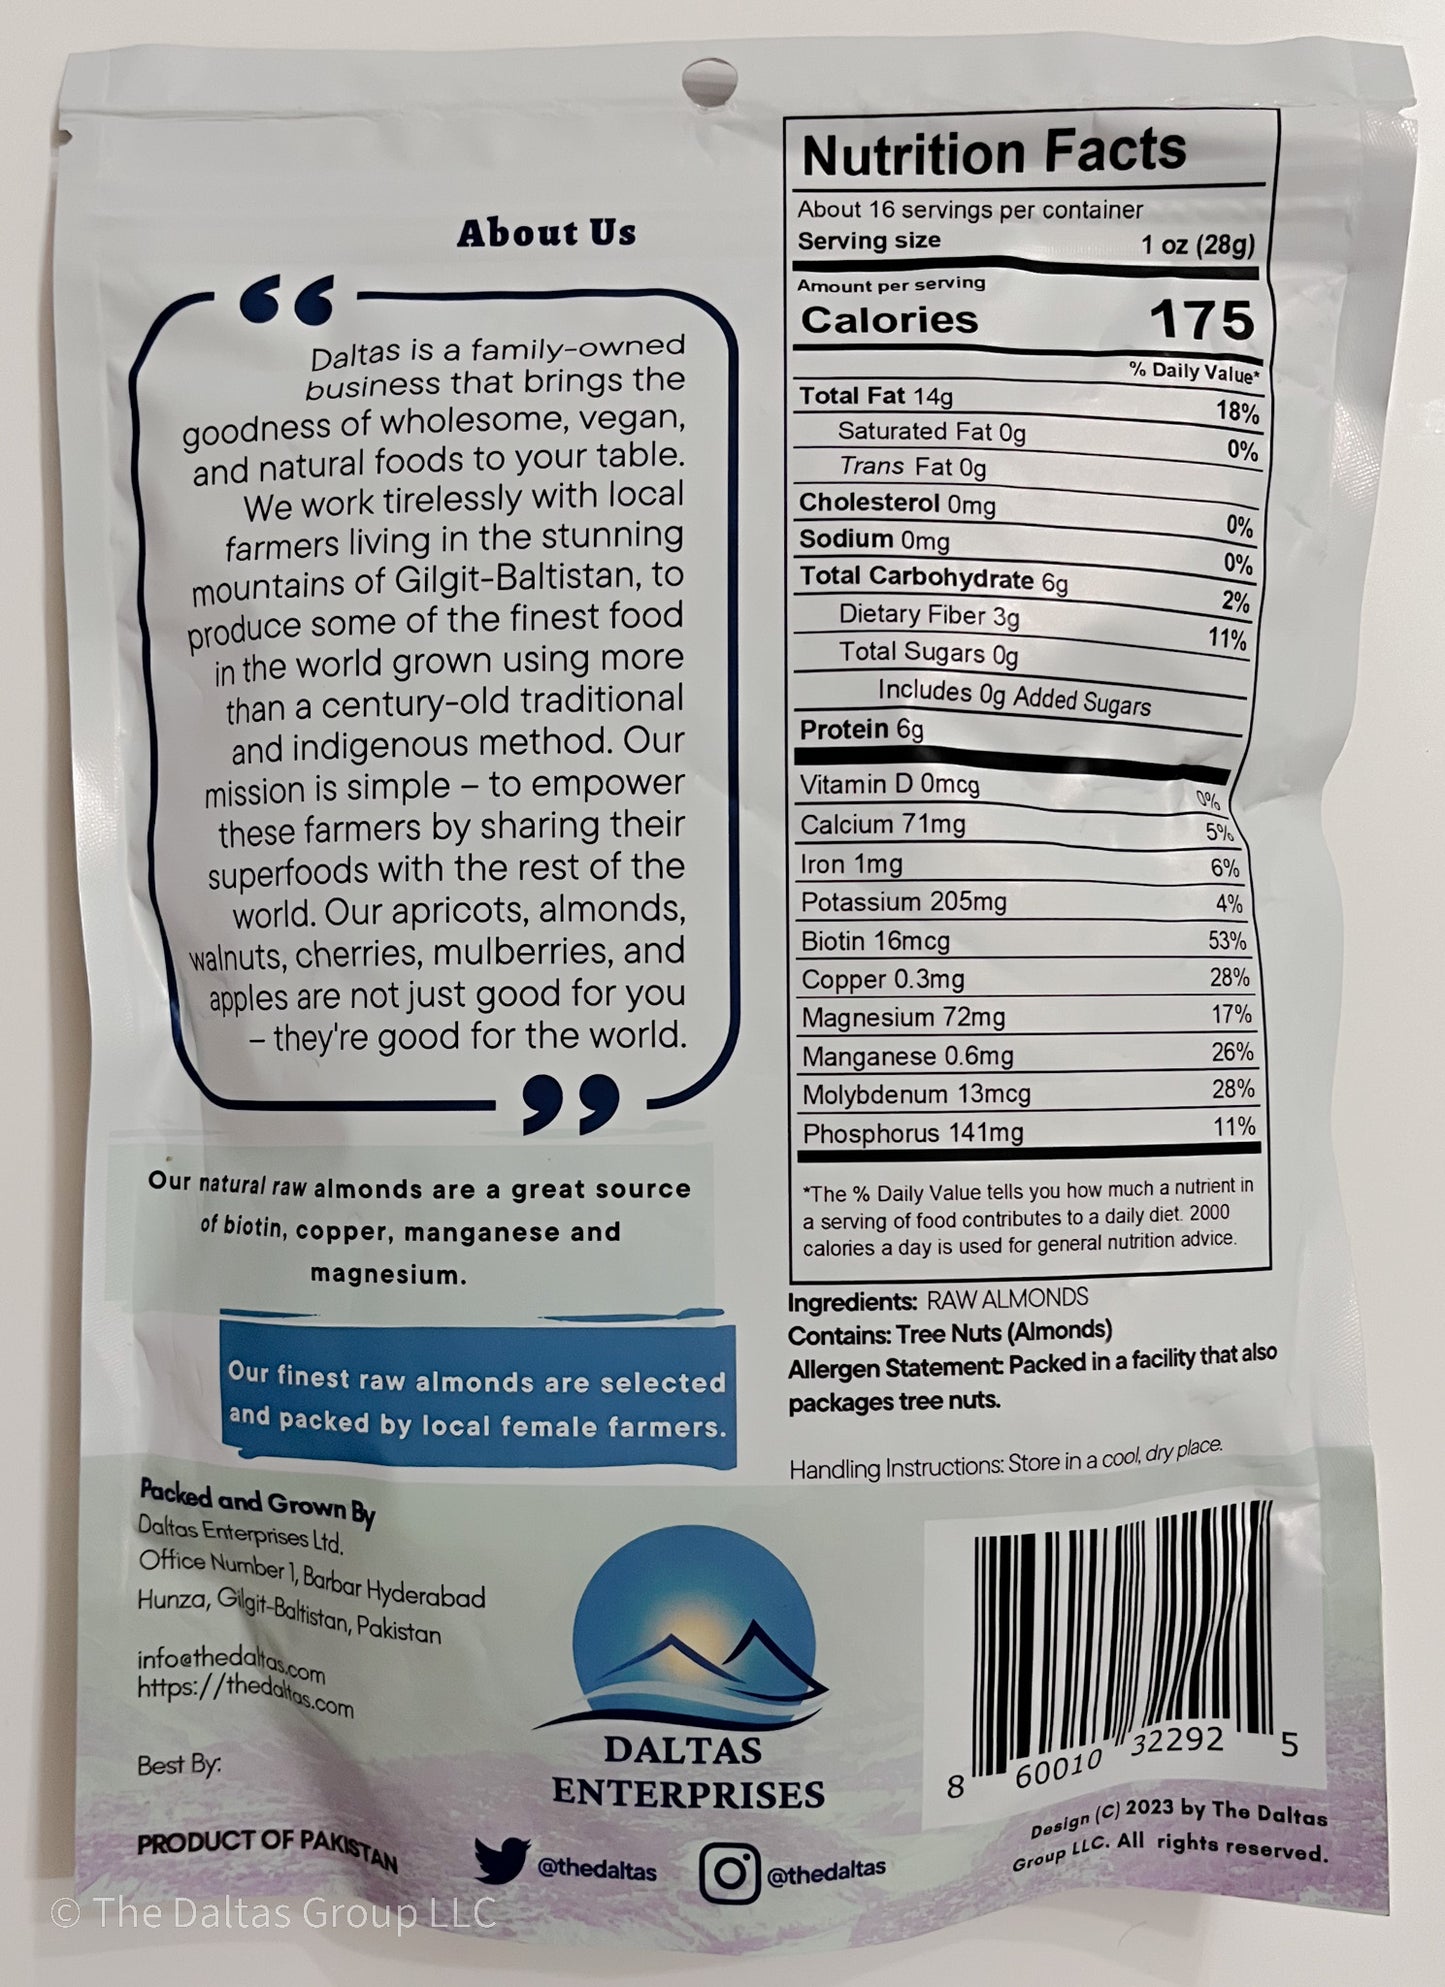 About Us
“
Daltas is a family-owned
business that brings the
goodness of wholesome, vegan,
and natural foods to your table.
We work tirelessly with local
farmers living in the stunning
mountains of Gilgit-Baltistan, to
produce some of the finest food
in the world grown using more
than a century-old traditional
and indigenous method. Our
mission is simple – to empower
these farmers by sharing their
superfoods with the rest of the
world. Our apricots, almonds,
walnuts, cherries, mulberries, and
apples are not just good for you
– they're good for the world.
”
Our natural raw almonds are a great source
of biotin, copper, manganese and
magnesium.
Our finest raw almonds are selected
and packed by local female farmers.
Packed and Grown By
Daltas Enterprises Ltd.
Office Number 1, Barbar Hyderabad
Hunza, Gilgit-Baltistan, Pakistan
info@thedaltas.com
https://thedaltas.com
Best By:
PRODUCT OF PAKISTAN
Nutrition Facts
About 16 servings per container
Serving size 1 oz (28g)
Amount per serving
Calories 175
% Daily Value*
Total Fat 14g 18%
Saturated Fat 0g 0%
Trans Fat 0g
Cholesterol 0mg 0%
Sodium 0mg 0%
Total Carbohydrate 6g 2%
Dietary Fiber 3g 11%
Total Sugars 0g
Includes 0g Added Sugars
Protein 6g
Vitamin D 0mcg 0%
Calcium 71mg 5%
Iron 1mg 6%
Potassium 205mg 4%
Biotin 16mcg 53%
Copper 0.3mg 28%
Magnesium 72mg 17%
Manganese 0.6mg 26%
Molybdenum 13mcg 28%
Phosphorus 141mg 11%
*The % Daily Value tells you how much a nutrient in
a serving of food contributes to a daily diet. 2000
calories a day is used for general nutrition advice.
Ingredients: RAW ALMONDS
Contains: Tree Nuts (Almonds)
Allergen Statement: Packed in a facility that also
packages tree nuts.
Handling Instructions: Store in a cool, dry place.
DALTAS
ENTERPRISES
@thedaltas
@thedaltas
8 60010 32292 5
Design (C) 2023 by The Daltas
Group LLC. All rights reserved.
© The Daltas Group LLC